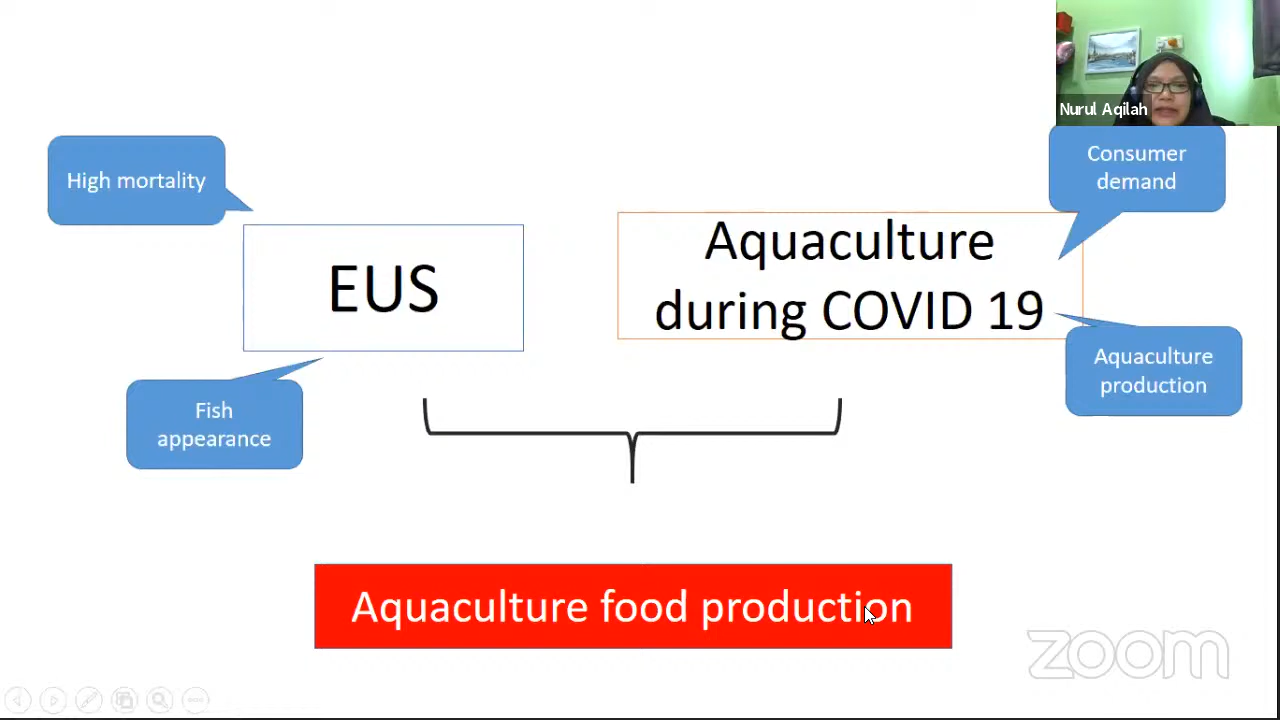 Nurul Aqilah
High mortality
Consumer
demand
EUS
Aquaculture
during COVID 19
Aquaculture
production
Fish
appearance
Aquaculture food production
zoom